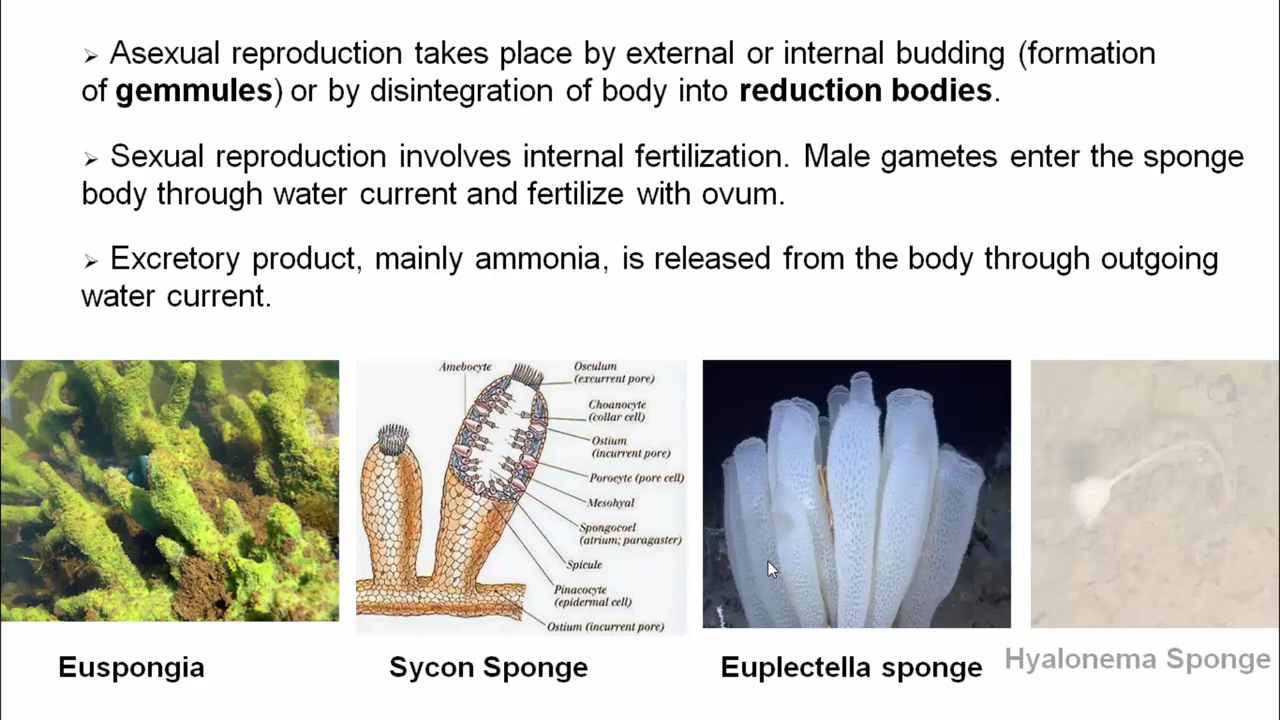 ➢ Asexual reproduction takes place by external or internal budding (formation
of gemmules) or by disintegration of body into reduction bodies.
➢ Sexual reproduction involves internal fertilization. Male gametes enter the sponge
body through water current and fertilize with ovum.
➢ Excretory product, mainly ammonia, is released from the body through outgoing
water current.
Amebocyte
Osculum
(excurrent pore)
Choanocyte
(collar cell)
Ostium
(incurrent pore)
Porocyte (pore cell)
Mesohyal
Spongocoel
(atrium; paragaster)
Spicule
Pinacocyte
(epidermal cell)
Ostium (incurrent pore)
Euspongia
Sycon Sponge
Euplectella sponge
Hyalonema Sponge